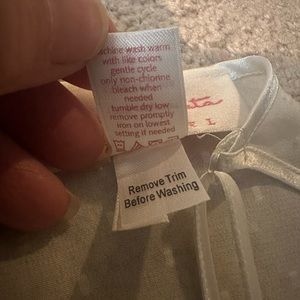 machine wash warm
with like colors
gentle cycle
only non-chlorine
bleach when
needed
tumble dry low
remove promptly
iron on lowest
setting if needed
L
Remove Trim
Before Washing